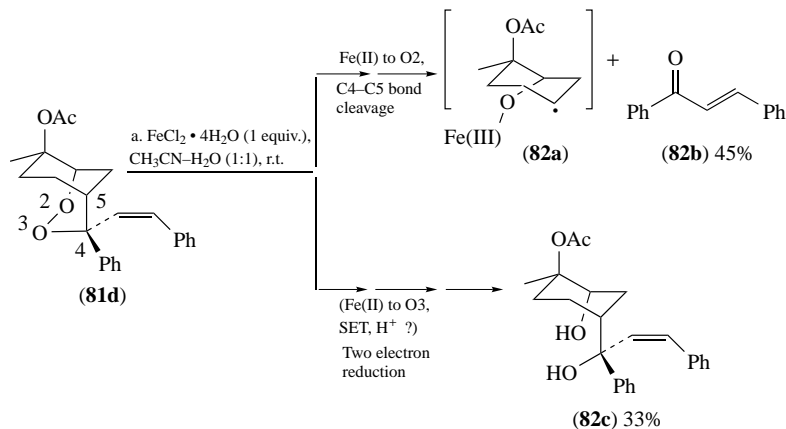 OAc
Fe(II) to O2,
C4–C5 bond
cleavage
O
Fe(III)
•
(82a)
+
O
Ph
Ph
(82b) 45%
OAc
a. FeCl₂ • 4H₂O (1 equiv.),
CH₃CN–H₂O (1:1), r.t.
2
O
5
3
O
4
Ph
Ph
(81d)
(Fe(II) to O3,
SET, H⁺ ?)
Two electron
reduction
OAc
HO
HO
Ph
Ph
(82c) 33%